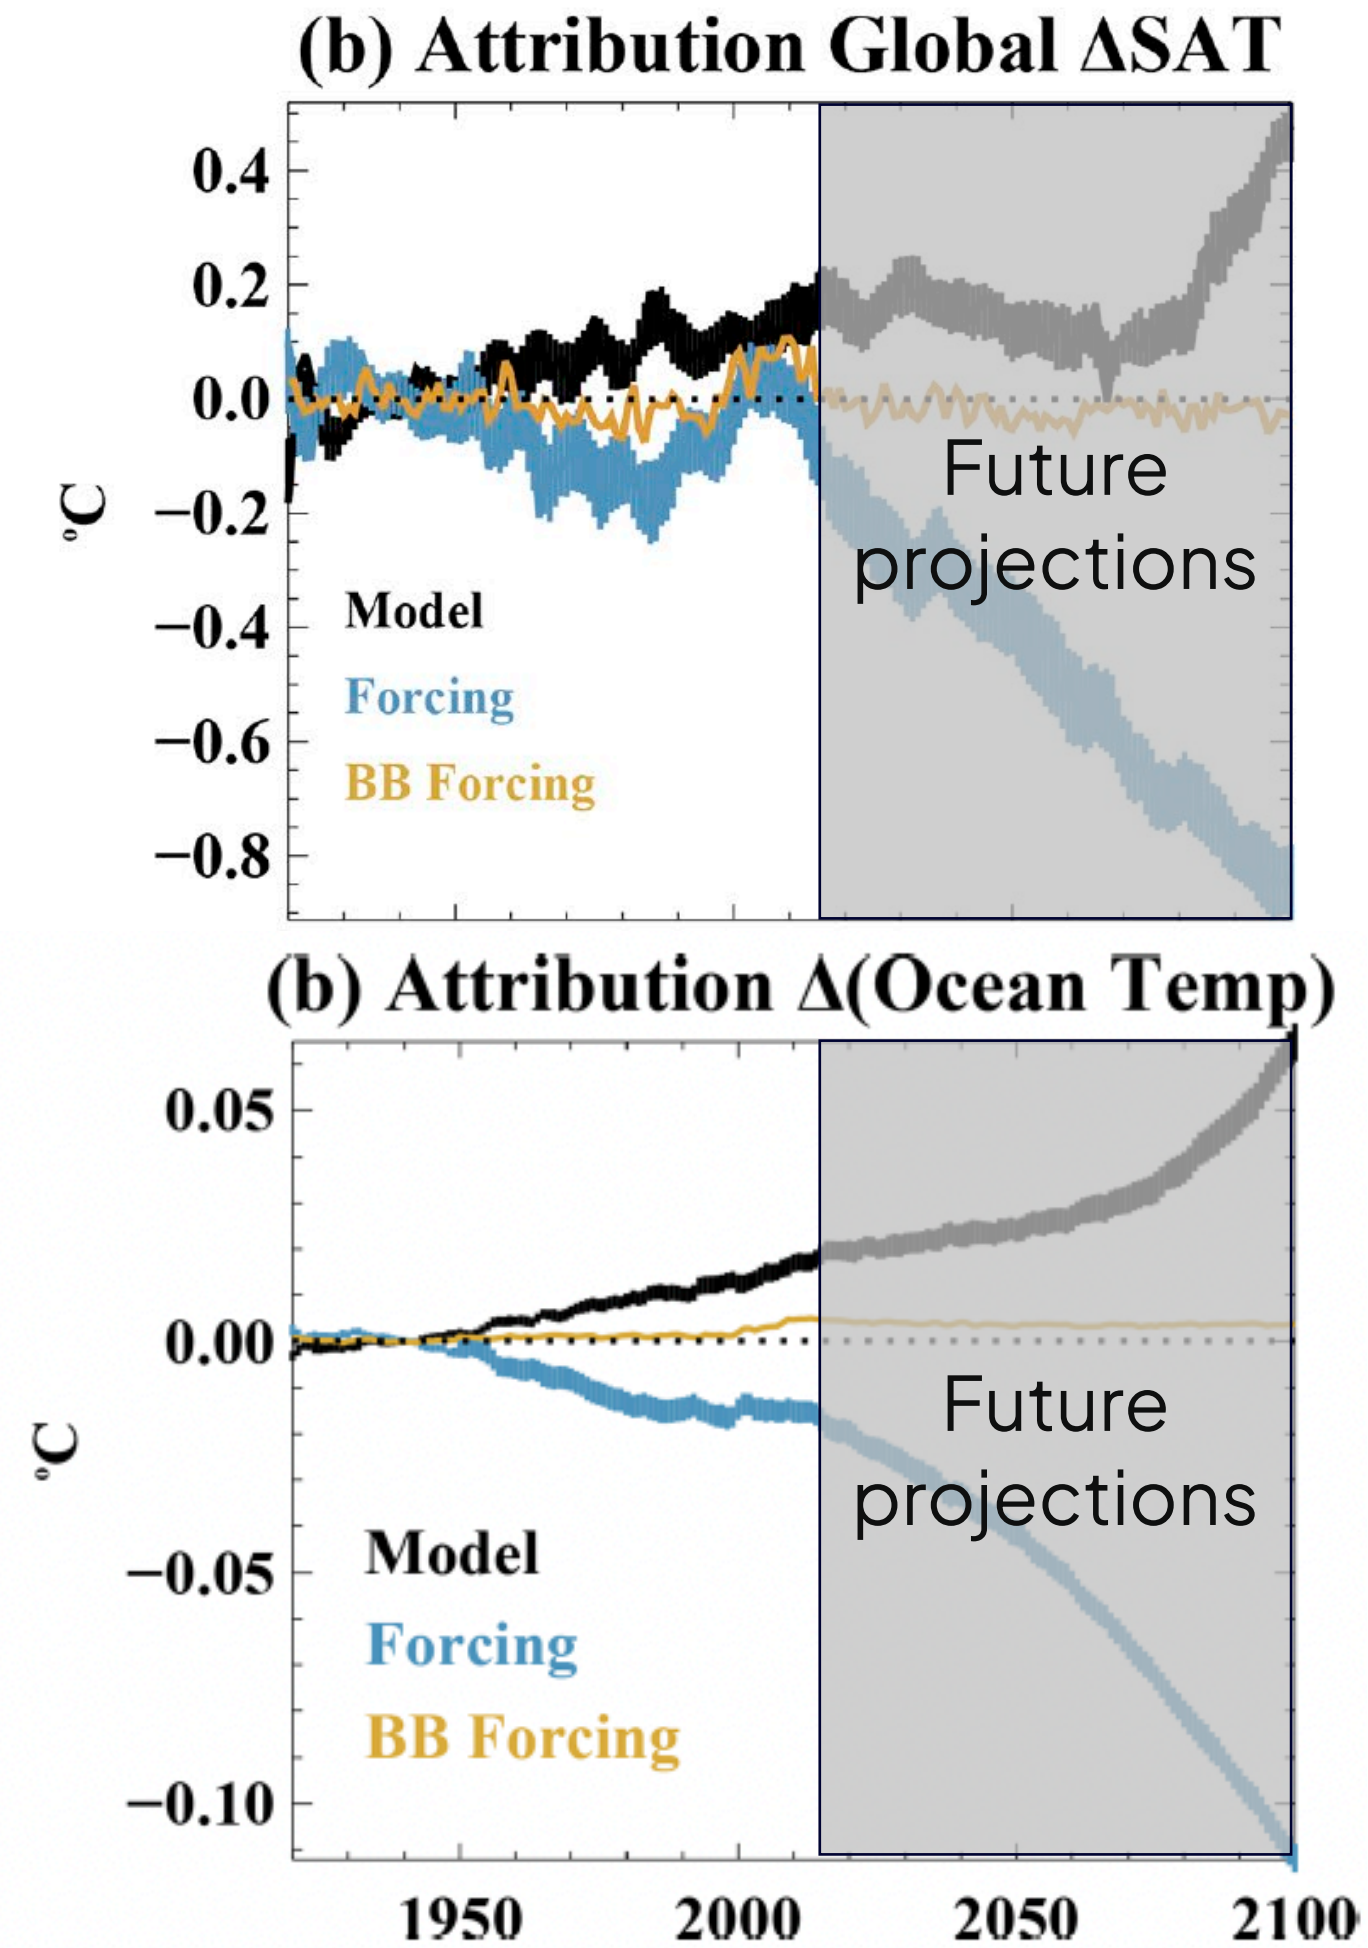 (b) Attribution Global ΔSAT
0.4
0.2
0.0
−0.2
−0.4
−0.6
−0.8
°C
Model
Forcing
BB Forcing
Future
projections
(b) Attribution Δ(Ocean Temp)
0.05
0.00
−0.05
−0.10
°C
Model
Forcing
BB Forcing
Future
projections
1950 2000 2050 2100